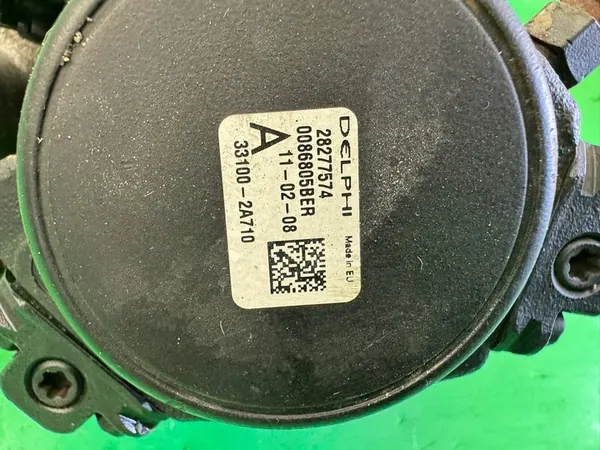 DELPHI Made in EU
28277574
0086805BER
11-02-08
A
33100-2A710